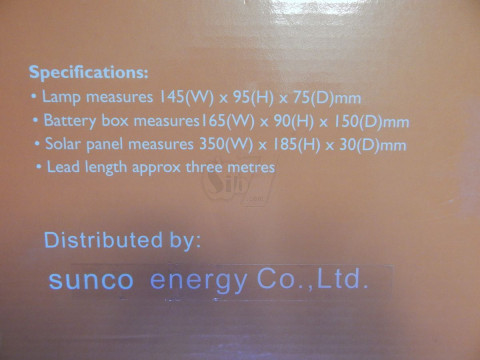 Specifications:
• Lamp measures 145(W) x 95(H) x 75(D)mm
• Battery box measures165(W) x 90(H) x 150(D)mm
• Solar panel measures 350(W) x 185(H) x 30(D)mm
• Lead length approx three metres
Distributed by:
sunco energy Co.,Ltd.